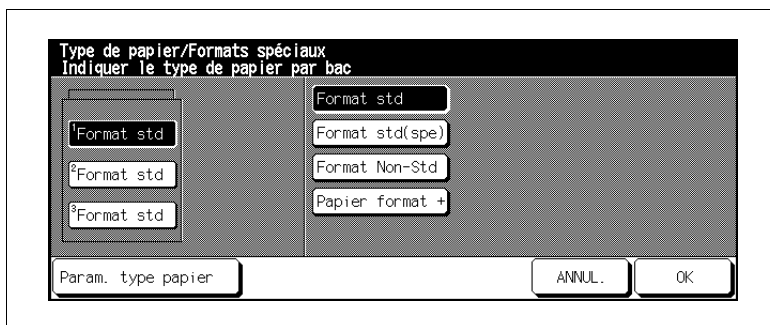 Type de papier/Formats spéciaux
Indiquer le type de papier par bac
1Format std
2Format std
3Format std
Format std
Format std(spe)
Format Non-Std
Papier format +
Param. type papier
ANNUL.
OK